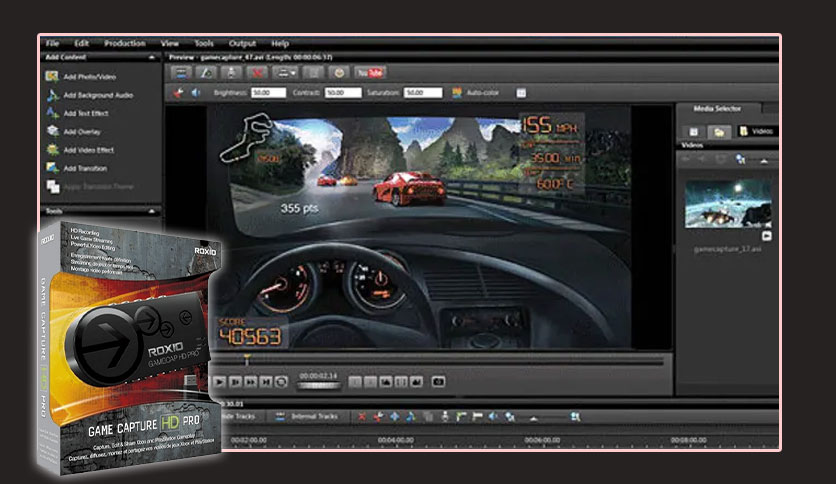 File Edit Production View Tools Output Help
Add Content
Preview - gamecapture_47.avi (Length: 00:00:06:37)
Add Photo/Video
Add Background Audio
Add Text Effect
Add Overlay
Add Video Effect
Add Transition
Tools
You Tube
Brightness: 50.00 Contrast: 50.00 Saturation: 50.00 Auto-color
Media Selector
Videos
Videos
gamecapture_17.avi
155 MPH
355 pts
SCORE
40563
00:00:02.14
Internal Tracks
00:02:00.00 00:04:00.00 00:06:00.00 00:08:00.00
HD Recording
Live Game Streaming
Powerful Video Editing
ROXIO
ROXIO
ROXIO
GAMECAP HD PRO
GAME CAPTURE HD PRO
GAME CAPTURE HD PRO
Capture, Edit & Share Xbox and PlayStation Gameplay
Capturez, diffusez, montez et partagez vos vidéos de jeux Xbox et PlayStation